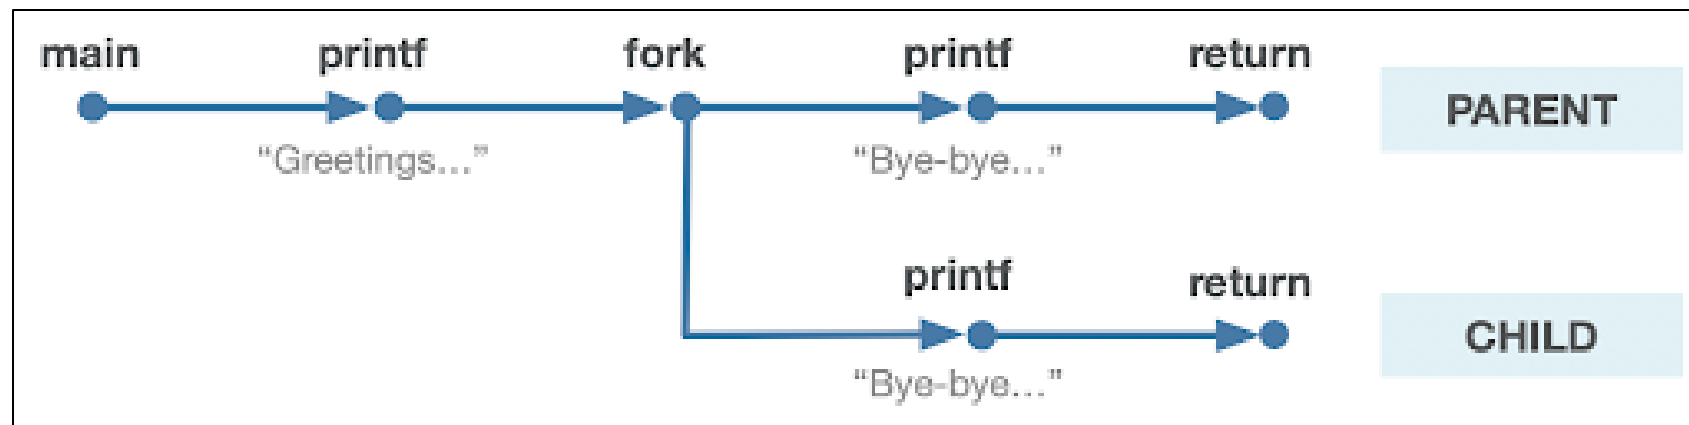 main printf fork printf return
PARENT
“Greetings...” “Bye-bye...”
printf return
CHILD
“Bye-bye...”